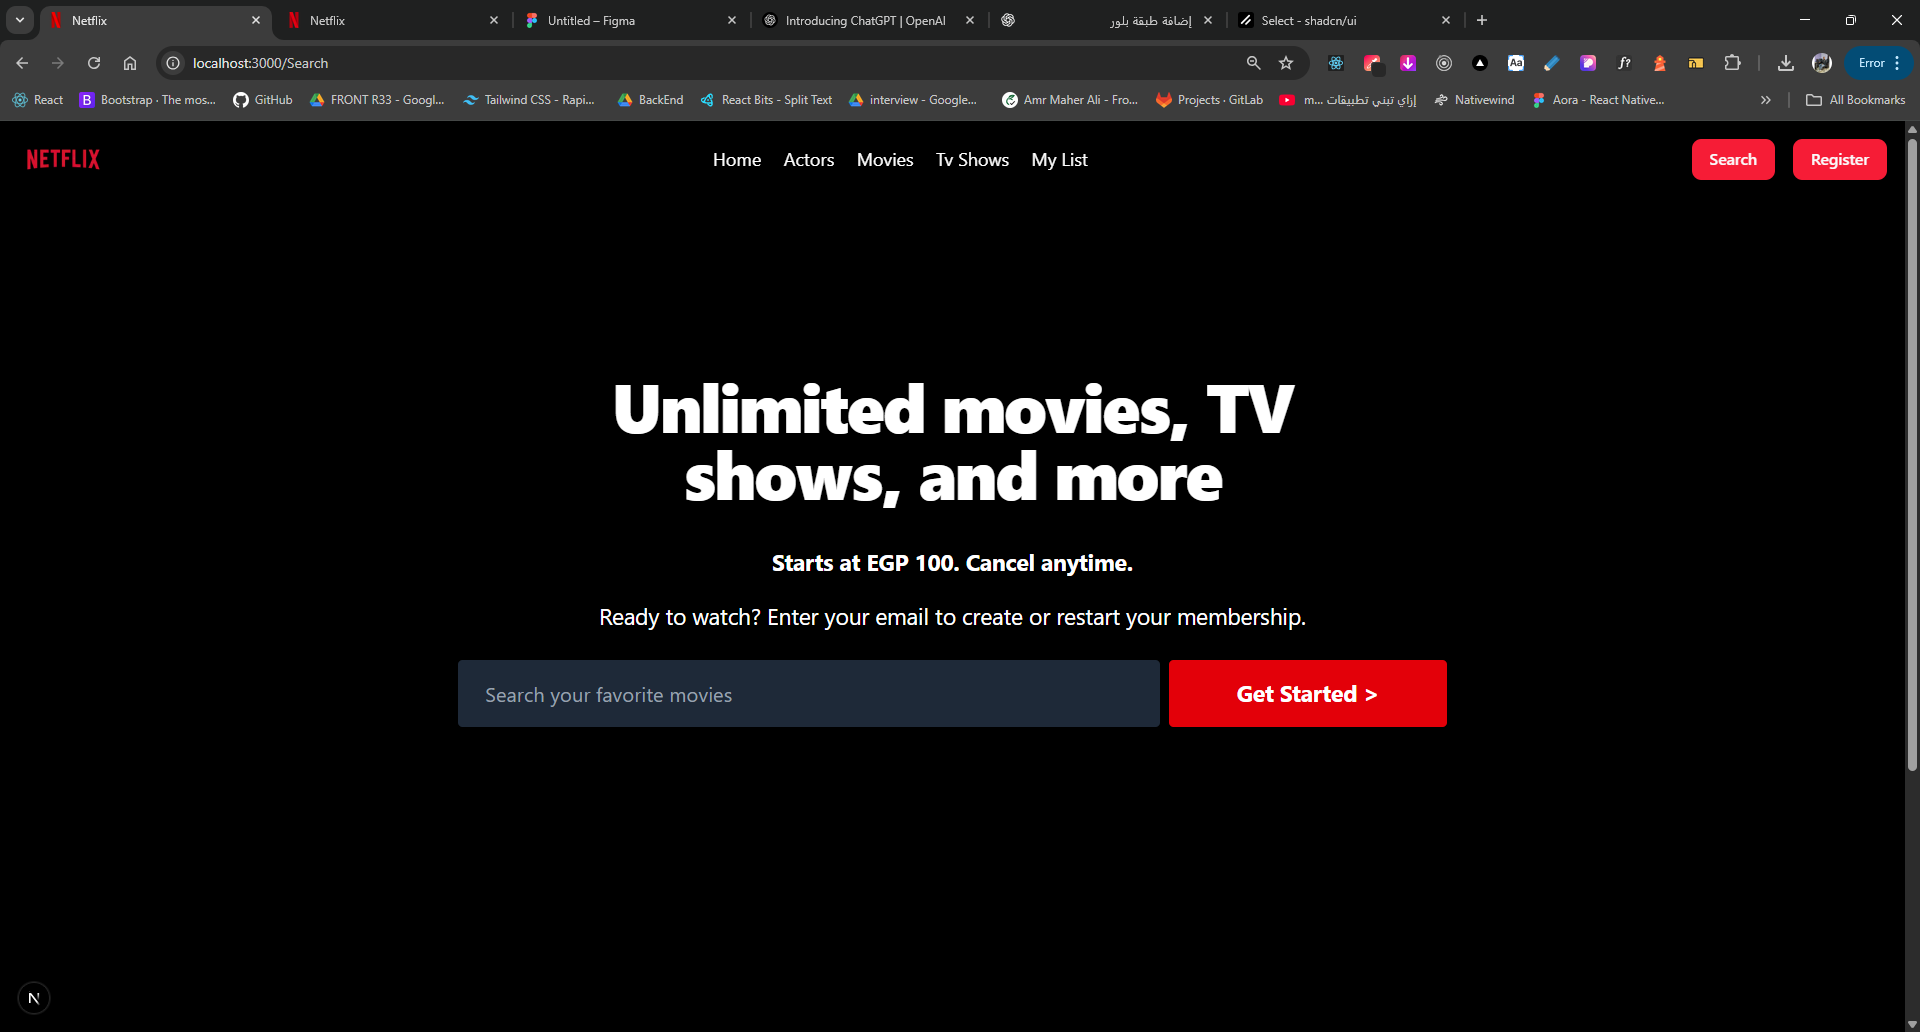 Netflix
Netflix
Untitled – Figma
Introducing ChatGPT | OpenAI
إضافة طبقة بلور
Select - shadcn/ui
localhost:3000/Search
Aa
f?
Error
React
B Bootstrap · The mos...
GitHub
FRONT R33 - Googl...
Tailwind CSS - Rapi...
BackEnd
React Bits - Split Text
interview - Google...
Amr Maher Ali - Fro...
Projects · GitLab
إزاي تبني تطبيقات m...
Nativewind
Aora - React Native...
All Bookmarks
NETFLIX
Home
Actors
Movies
Tv Shows
My List
Search
Register
Unlimited movies, TV
shows, and more
Starts at EGP 100. Cancel anytime.
Ready to watch? Enter your email to create or restart your membership.
Search your favorite movies
Get Started >
N